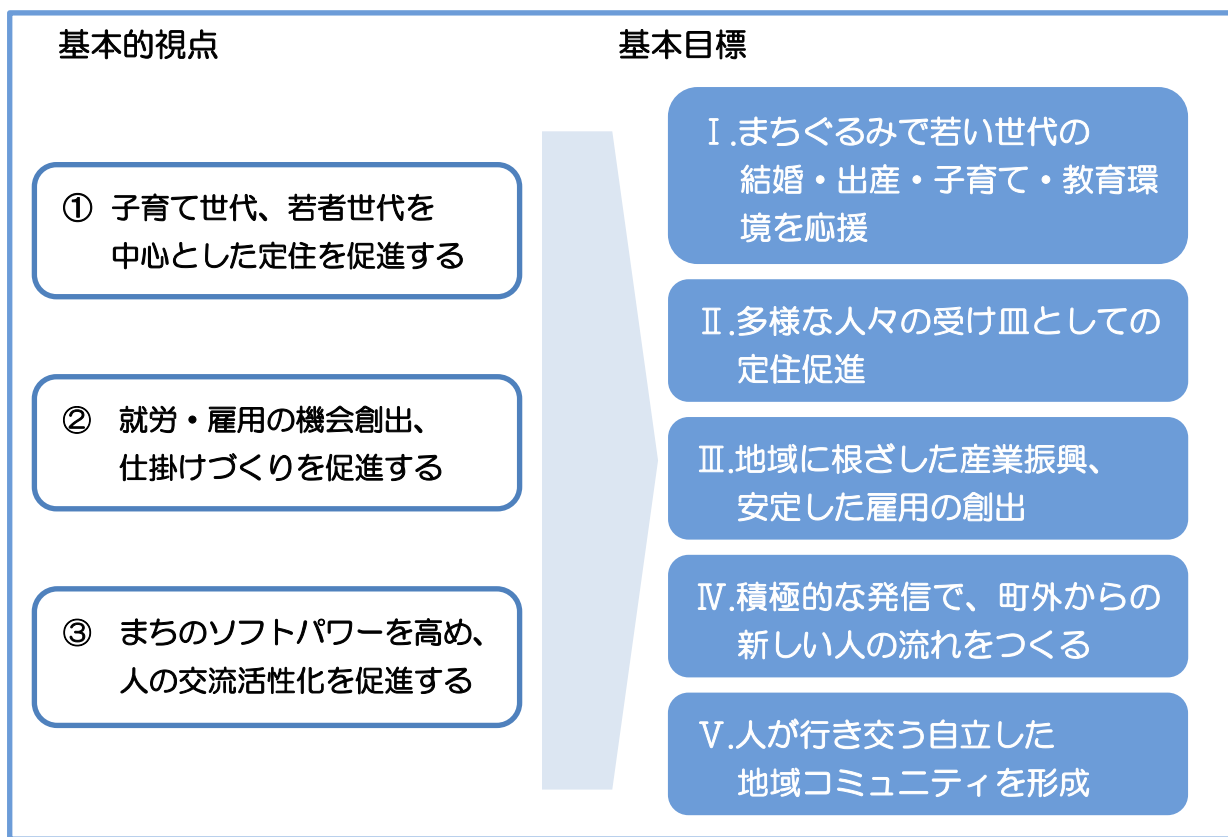 基本的視点
① 子育て世代、若者世代を
中心とした定住を促進する
② 就労・雇用の機会創出、
仕掛けづくりを促進する
③ まちのソフトパワーを高め、
人の交流活性化を促進する
基本目標
Ⅰ.まちぐるみで若い世代の
結婚・出産・子育て・教育環
境を応援
Ⅱ.多様な人々の受け皿としての
定住促進
Ⅲ.地域に根ざした産業振興、
安定した雇用の創出
Ⅳ.積極的な発信で、町外からの
新しい人の流れをつくる
Ⅴ.人が行き交う自立した
地域コミュニティを形成